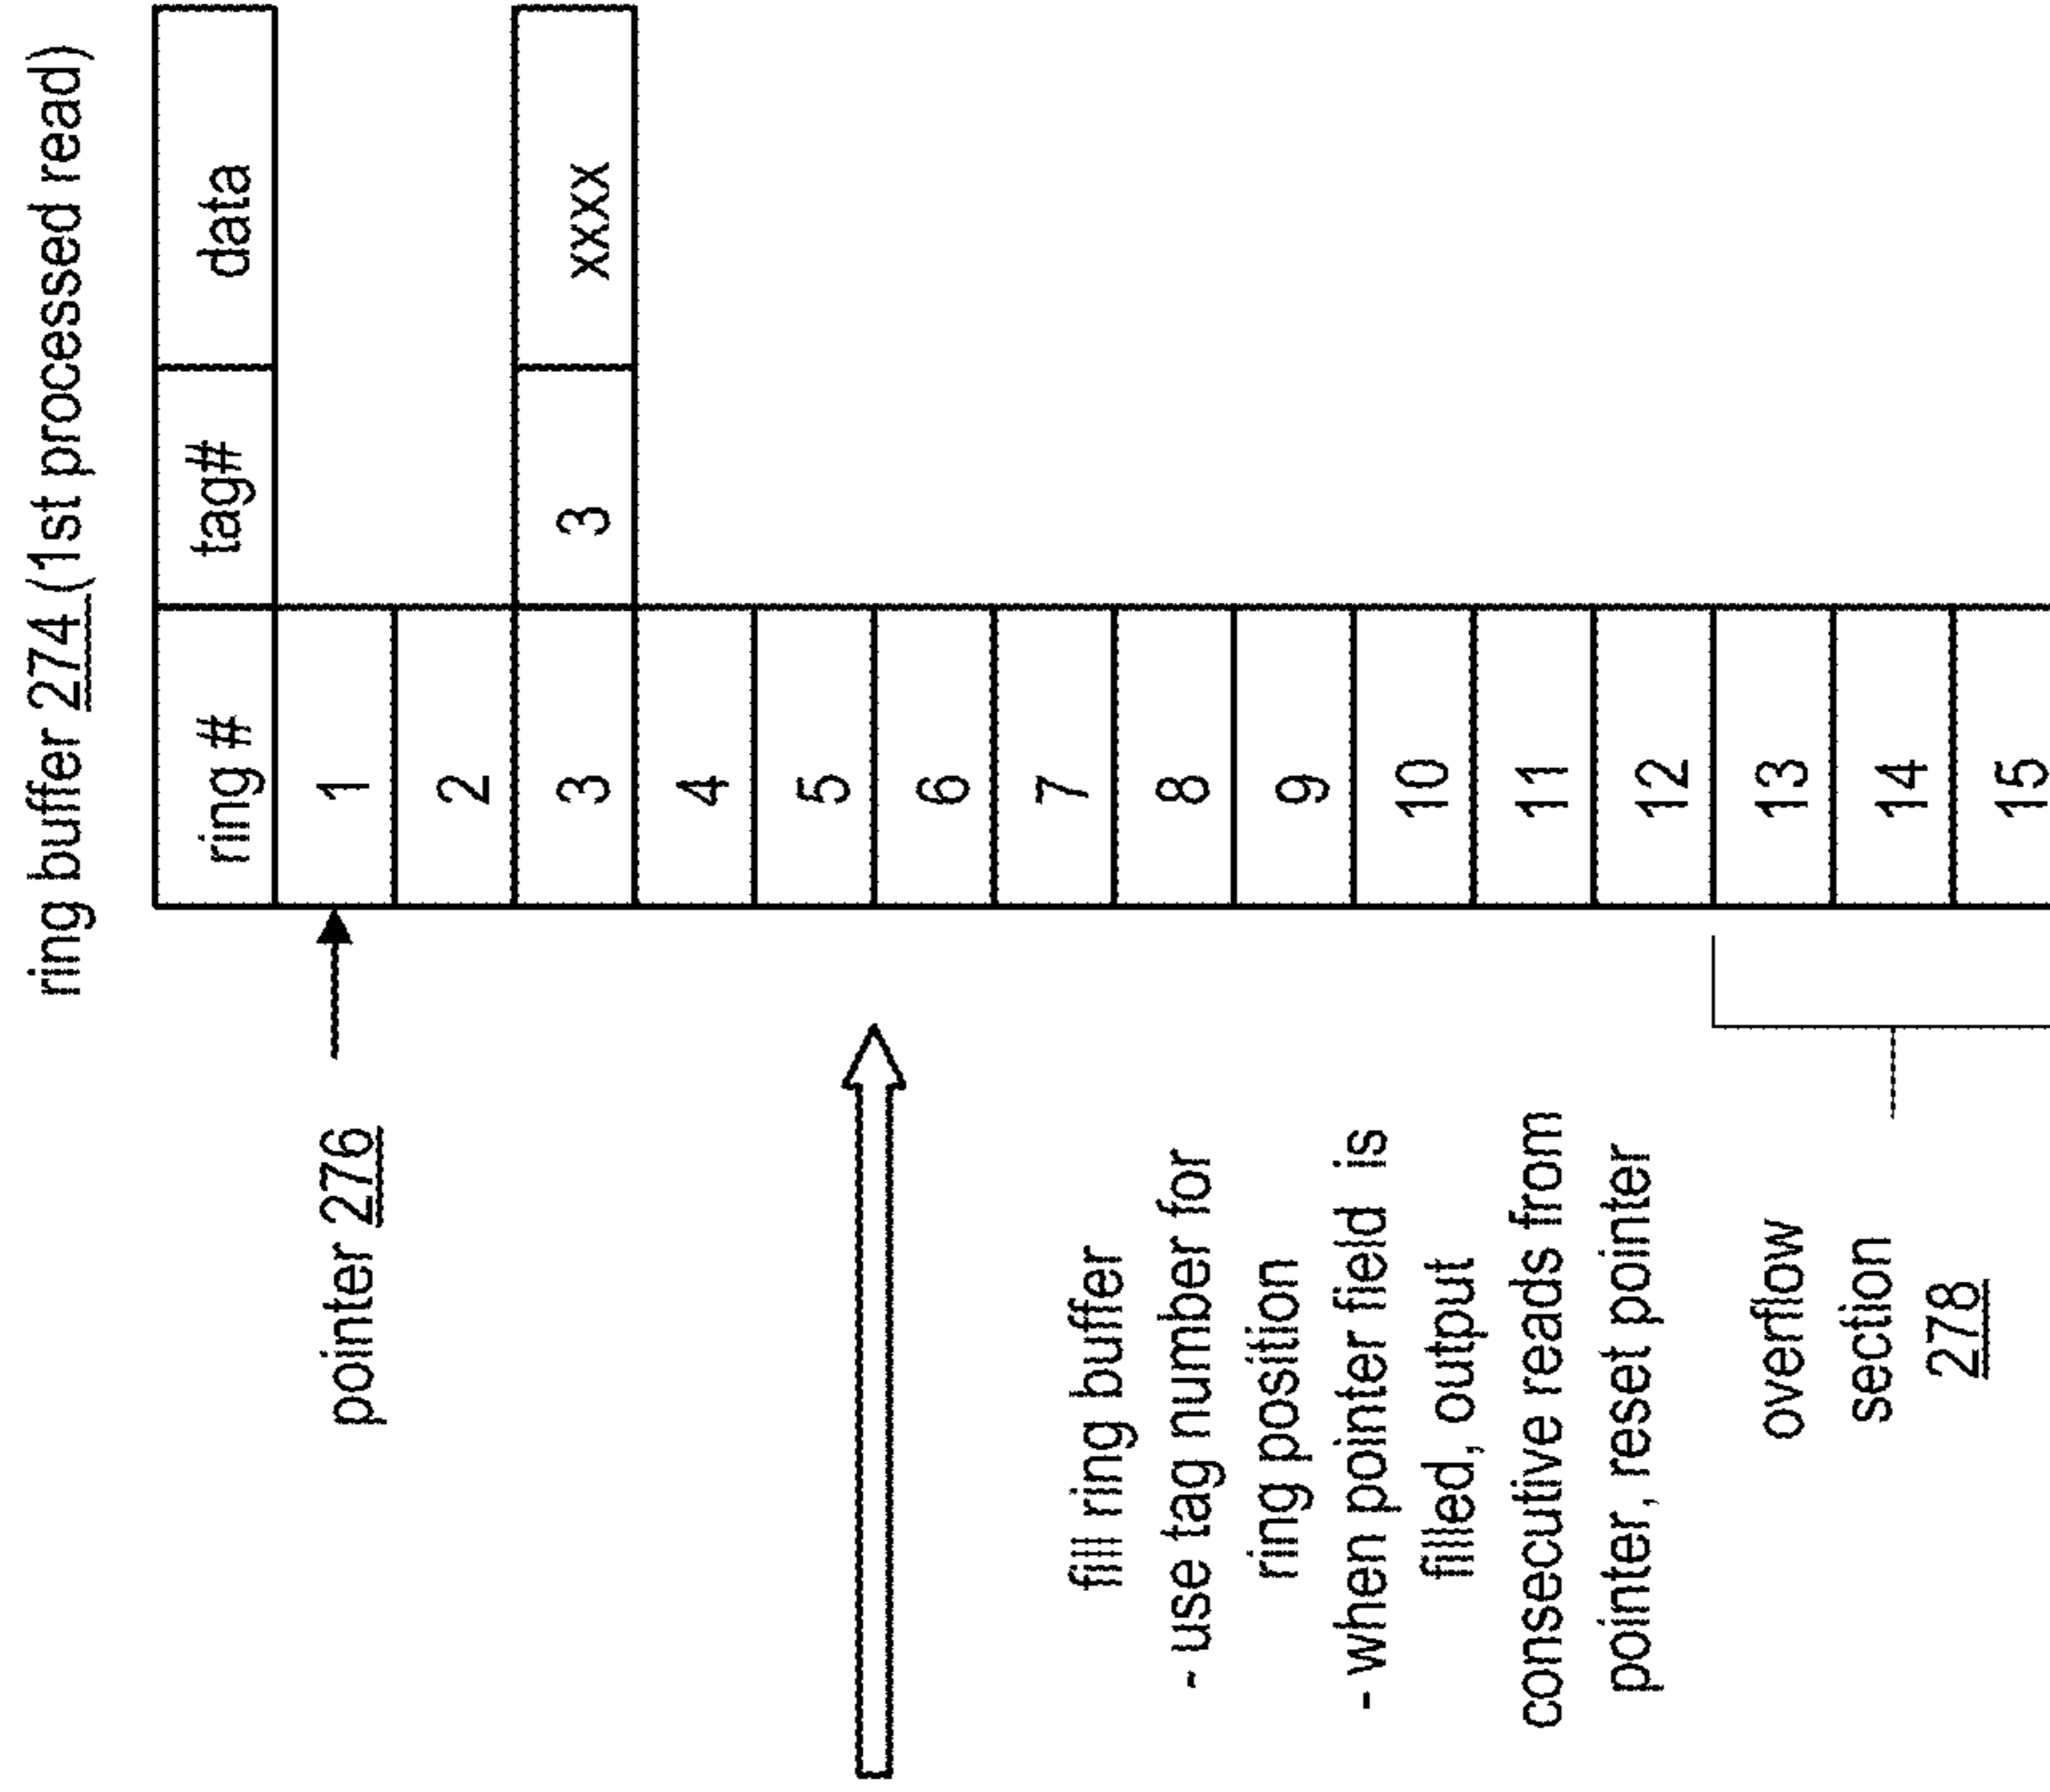 ring buffer 274 (1st processed read)
ring # tag# data
1
2
3 3 xxxx
4
5
6
7
8
9
10
11
12
13
14
15
pointer 276
fill ring buffer
- use tag number for
ring position
- when pointer field is
filled, output
consecutive reads from
pointer, reset pointer
overflow
section
278